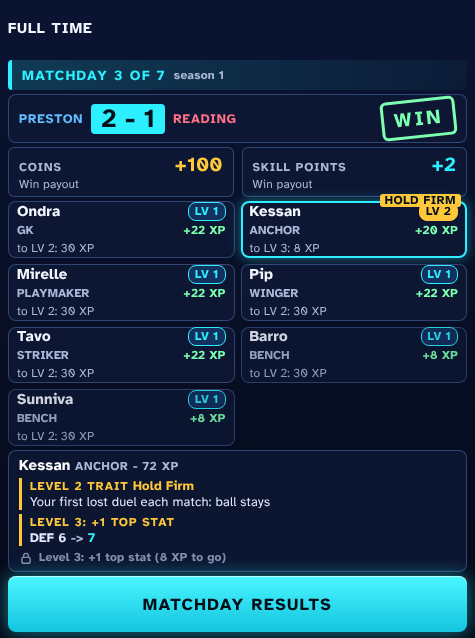 FULL TIME
MATCHDAY 3 OF 7 season 1
PRESTON 2 - 1 READING WIN
COINS +100
Win payout
SKILL POINTS +2
Win payout
Ondra LV 1
GK +22 XP
to LV 2: 30 XP
HOLD FIRM
Kessan LV 2
ANCHOR +20 XP
to LV 3: 8 XP
Mirelle LV 1
PLAYMAKER +22 XP
to LV 2: 30 XP
Pip LV 1
WINGER +22 XP
to LV 2: 30 XP
Tavo LV 1
STRIKER +22 XP
to LV 2: 30 XP
Barro LV 1
BENCH +8 XP
to LV 2: 30 XP
Sunniva LV 1
BENCH +8 XP
to LV 2: 30 XP
Kessan ANCHOR - 72 XP
LEVEL 2 TRAIT Hold Firm
Your first lost duel each match: ball stays
LEVEL 3: +1 TOP STAT
DEF 6 -> 7
Level 3: +1 top stat (8 XP to go)
MATCHDAY RESULTS